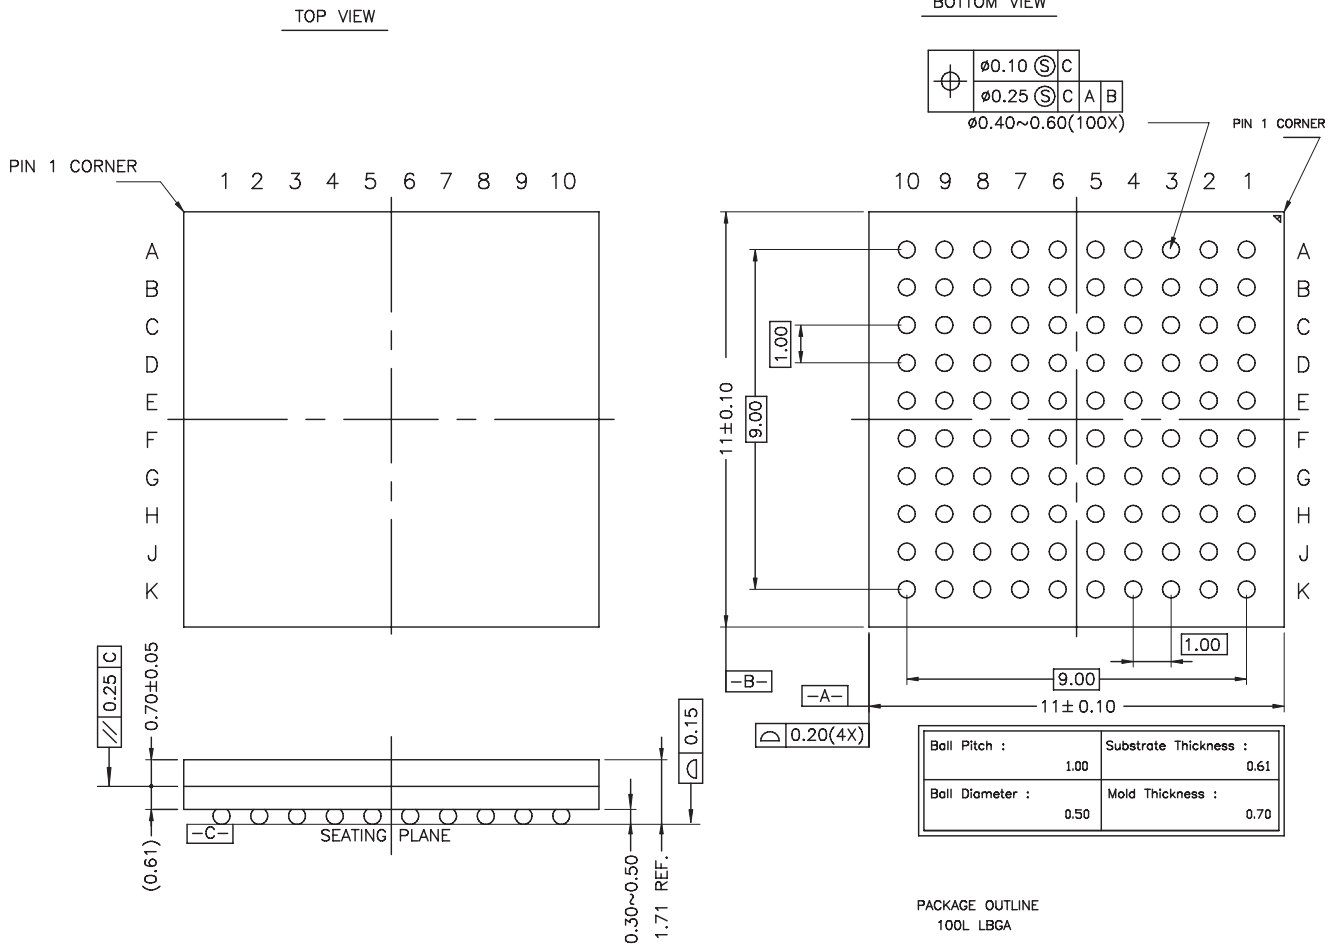 TOP VIEW
BOTTOM VIEW
⌖ ø0.10 Ⓢ C
ø0.25 Ⓢ C A B
ø0.40~0.60(100X)
PIN 1 CORNER
PIN 1 CORNER
1 2 3 4 5 6 7 8 9 10
10 9 8 7 6 5 4 3 2 1
A
B
C
D
E
F
G
H
J
K
A
B
C
D
E
F
G
H
J
K
1.00
9.00
11±0.10
1.00
9.00
11±0.10
-B-
-A-
⌓ 0.20(4X)
// 0.25 C
0.70±0.05
(0.61)
-C-
SEATING PLANE
0.30~0.50
1.71 REF.
⌓ 0.15
Ball Pitch : 1.00
Substrate Thickness : 0.61
Ball Diameter : 0.50
Mold Thickness : 0.70
PACKAGE OUTLINE
100L LBGA